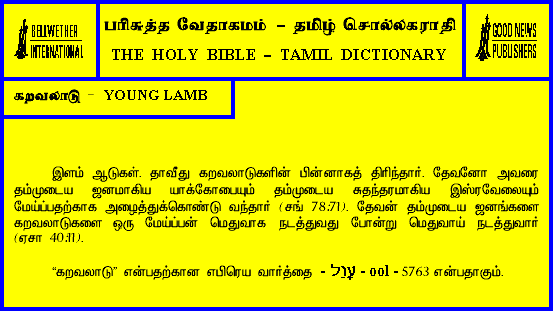 BELLWETHER
INTERNATIONAL
பரிசுத்த வேதாகமம் – தமிழ் சொல்லகராதி
THE HOLY BIBLE – TAMIL DICTIONARY
GOOD NEWS
PUBLISHERS
கறவலாடு - YOUNG LAMB
இளம் ஆடுகள். தாவீது கறவலாடுகளின் பின்னாகத் திரிந்தார். தேவனோ அவரை
தம்முடைய ஜனமாகிய யாக்கோபையும் தம்முடைய சுதந்தரமாகிய இஸ்ரவேலையும்
மேய்ப்பதற்காக அழைத்துக்கொண்டு வந்தார் (சங் 78:71). தேவன் தம்முடைய ஜனங்களை
கறவலாடுகளை ஒரு மேய்ப்பன் மெதுவாக நடத்துவது போன்று மெதுவாய் நடத்துவார்
(ஏசா 40:11).
“கறவலாடு” என்பதற்கான எபிரெய வார்த்தை - עוּל - ool - 5763 என்பதாகும்.